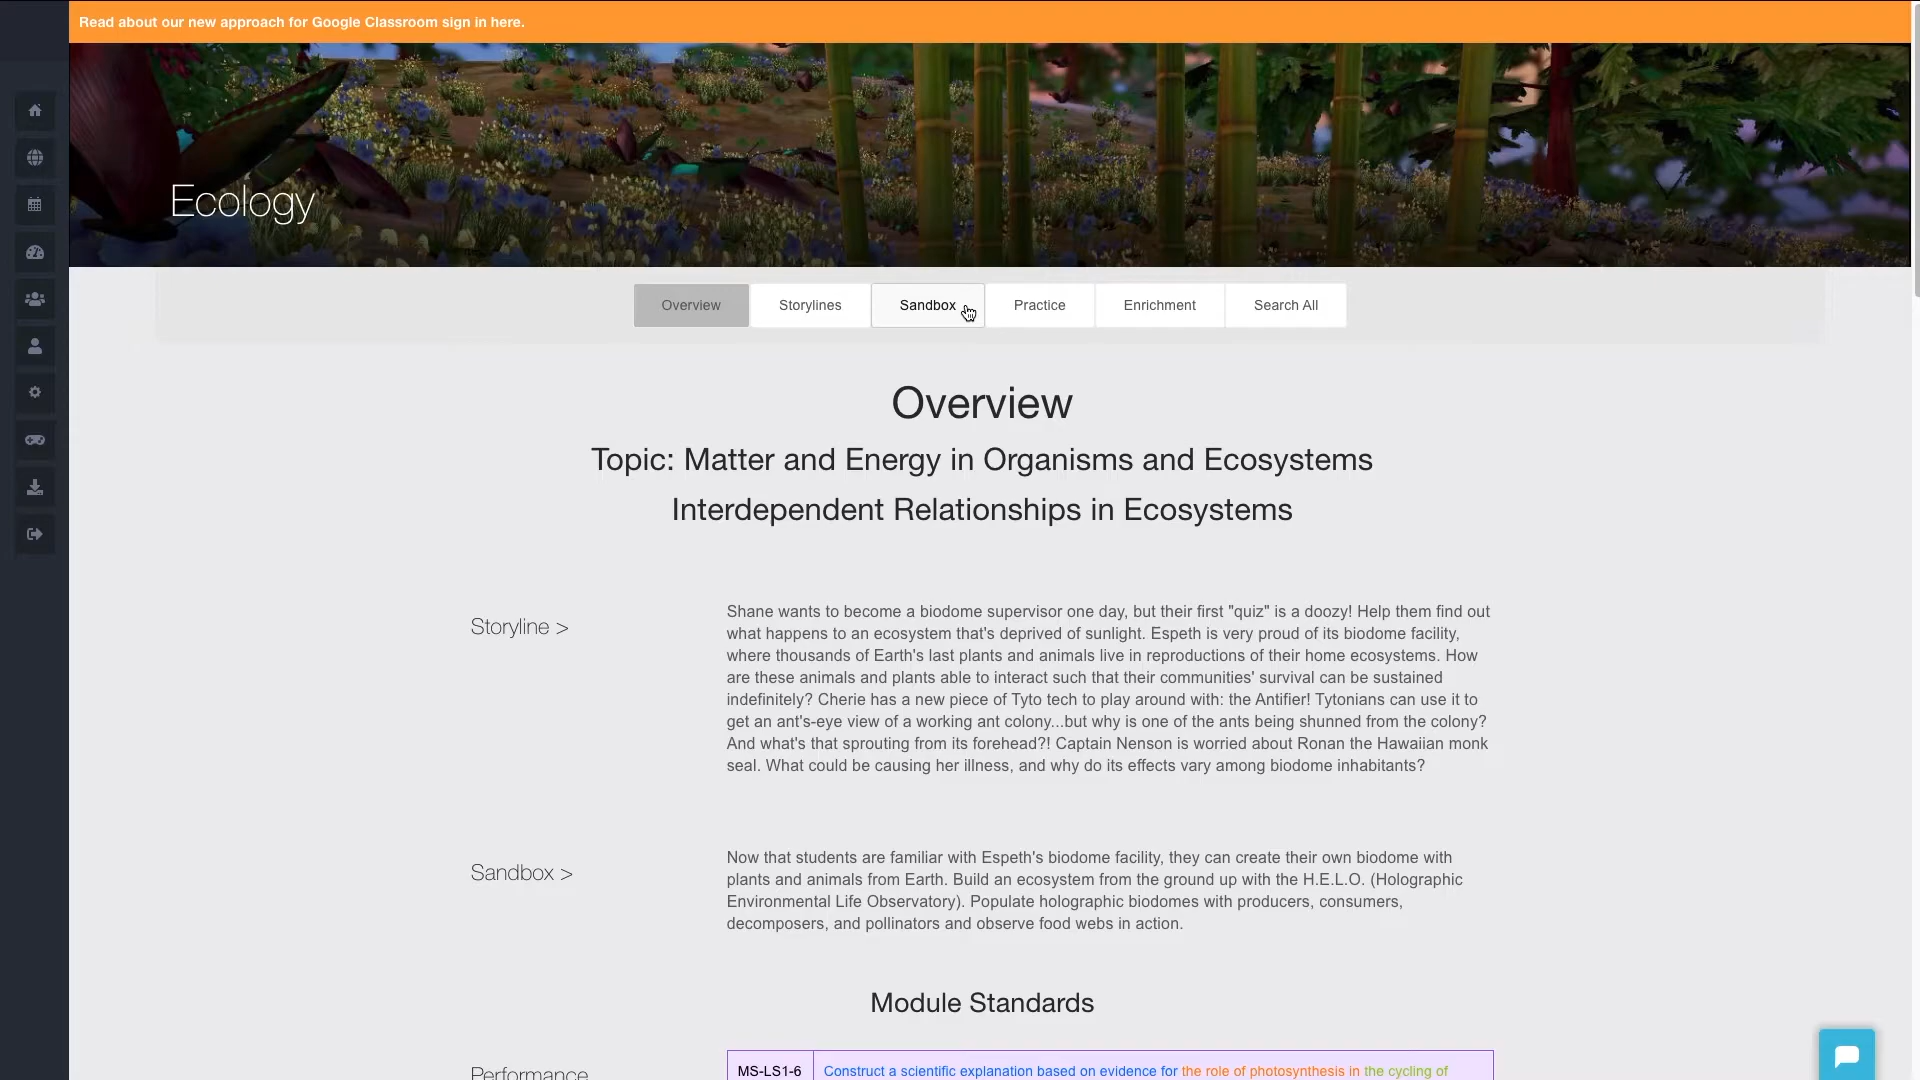 Read about our new approach for Google Classroom sign in here.
Ecology
Overview
Storylines
Sandbox
Practice
Enrichment
Search All
Overview
Topic: Matter and Energy in Organisms and Ecosystems
Interdependent Relationships in Ecosystems
Storyline >
Shane wants to become a biodome supervisor one day, but their first "quiz" is a doozy! Help them find out
what happens to an ecosystem that's deprived of sunlight. Espeth is very proud of its biodome facility,
where thousands of Earth's last plants and animals live in reproductions of their home ecosystems. How
are these animals and plants able to interact such that their communities' survival can be sustained
indefinitely? Cherie has a new piece of Tyto tech to play around with: the Antifier! Tytonians can use it to
get an ant's-eye view of a working ant colony...but why is one of the ants being shunned from the colony?
And what's that sprouting from its forehead?! Captain Nenson is worried about Ronan the Hawaiian monk
seal. What could be causing her illness, and why do its effects vary among biodome inhabitants?
Sandbox >
Now that students are familiar with Espeth's biodome facility, they can create their own biodome with
plants and animals from Earth. Build an ecosystem from the ground up with the H.E.L.O. (Holographic
Environmental Life Observatory). Populate holographic biodomes with producers, consumers,
decomposers, and pollinators and observe food webs in action.
Module Standards
Performance
MS-LS1-6
Construct a scientific explanation based on evidence for the role of photosynthesis in the cycling of